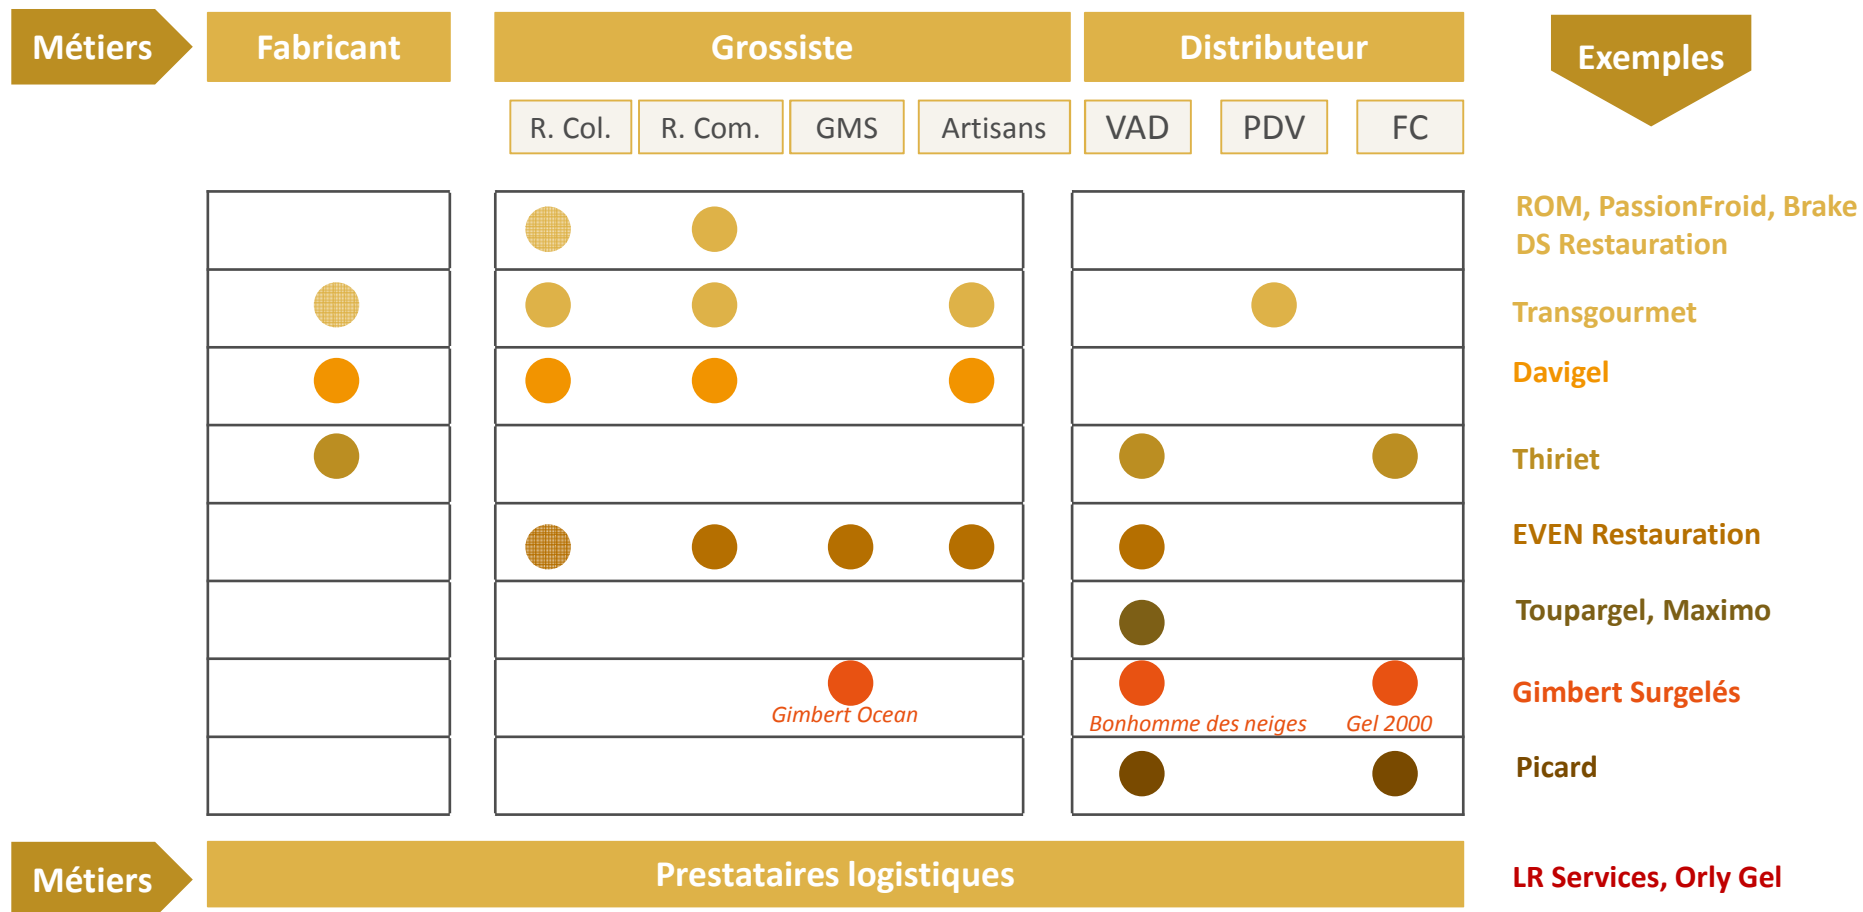 Métiers
Fabricant
Grossiste
Distributeur
Exemples
R. Col.
R. Com.
GMS
Artisans
VAD
PDV
FC
ROM, PassionFroid, Brake
DS Restauration
Transgourmet
Davigel
Thiriet
EVEN Restauration
Toupargel, Maximo
Gimbert Ocean
Bonhomme des neiges
Gel 2000
Gimbert Surgelés
Picard
Métiers
Prestataires logistiques
LR Services, Orly Gel